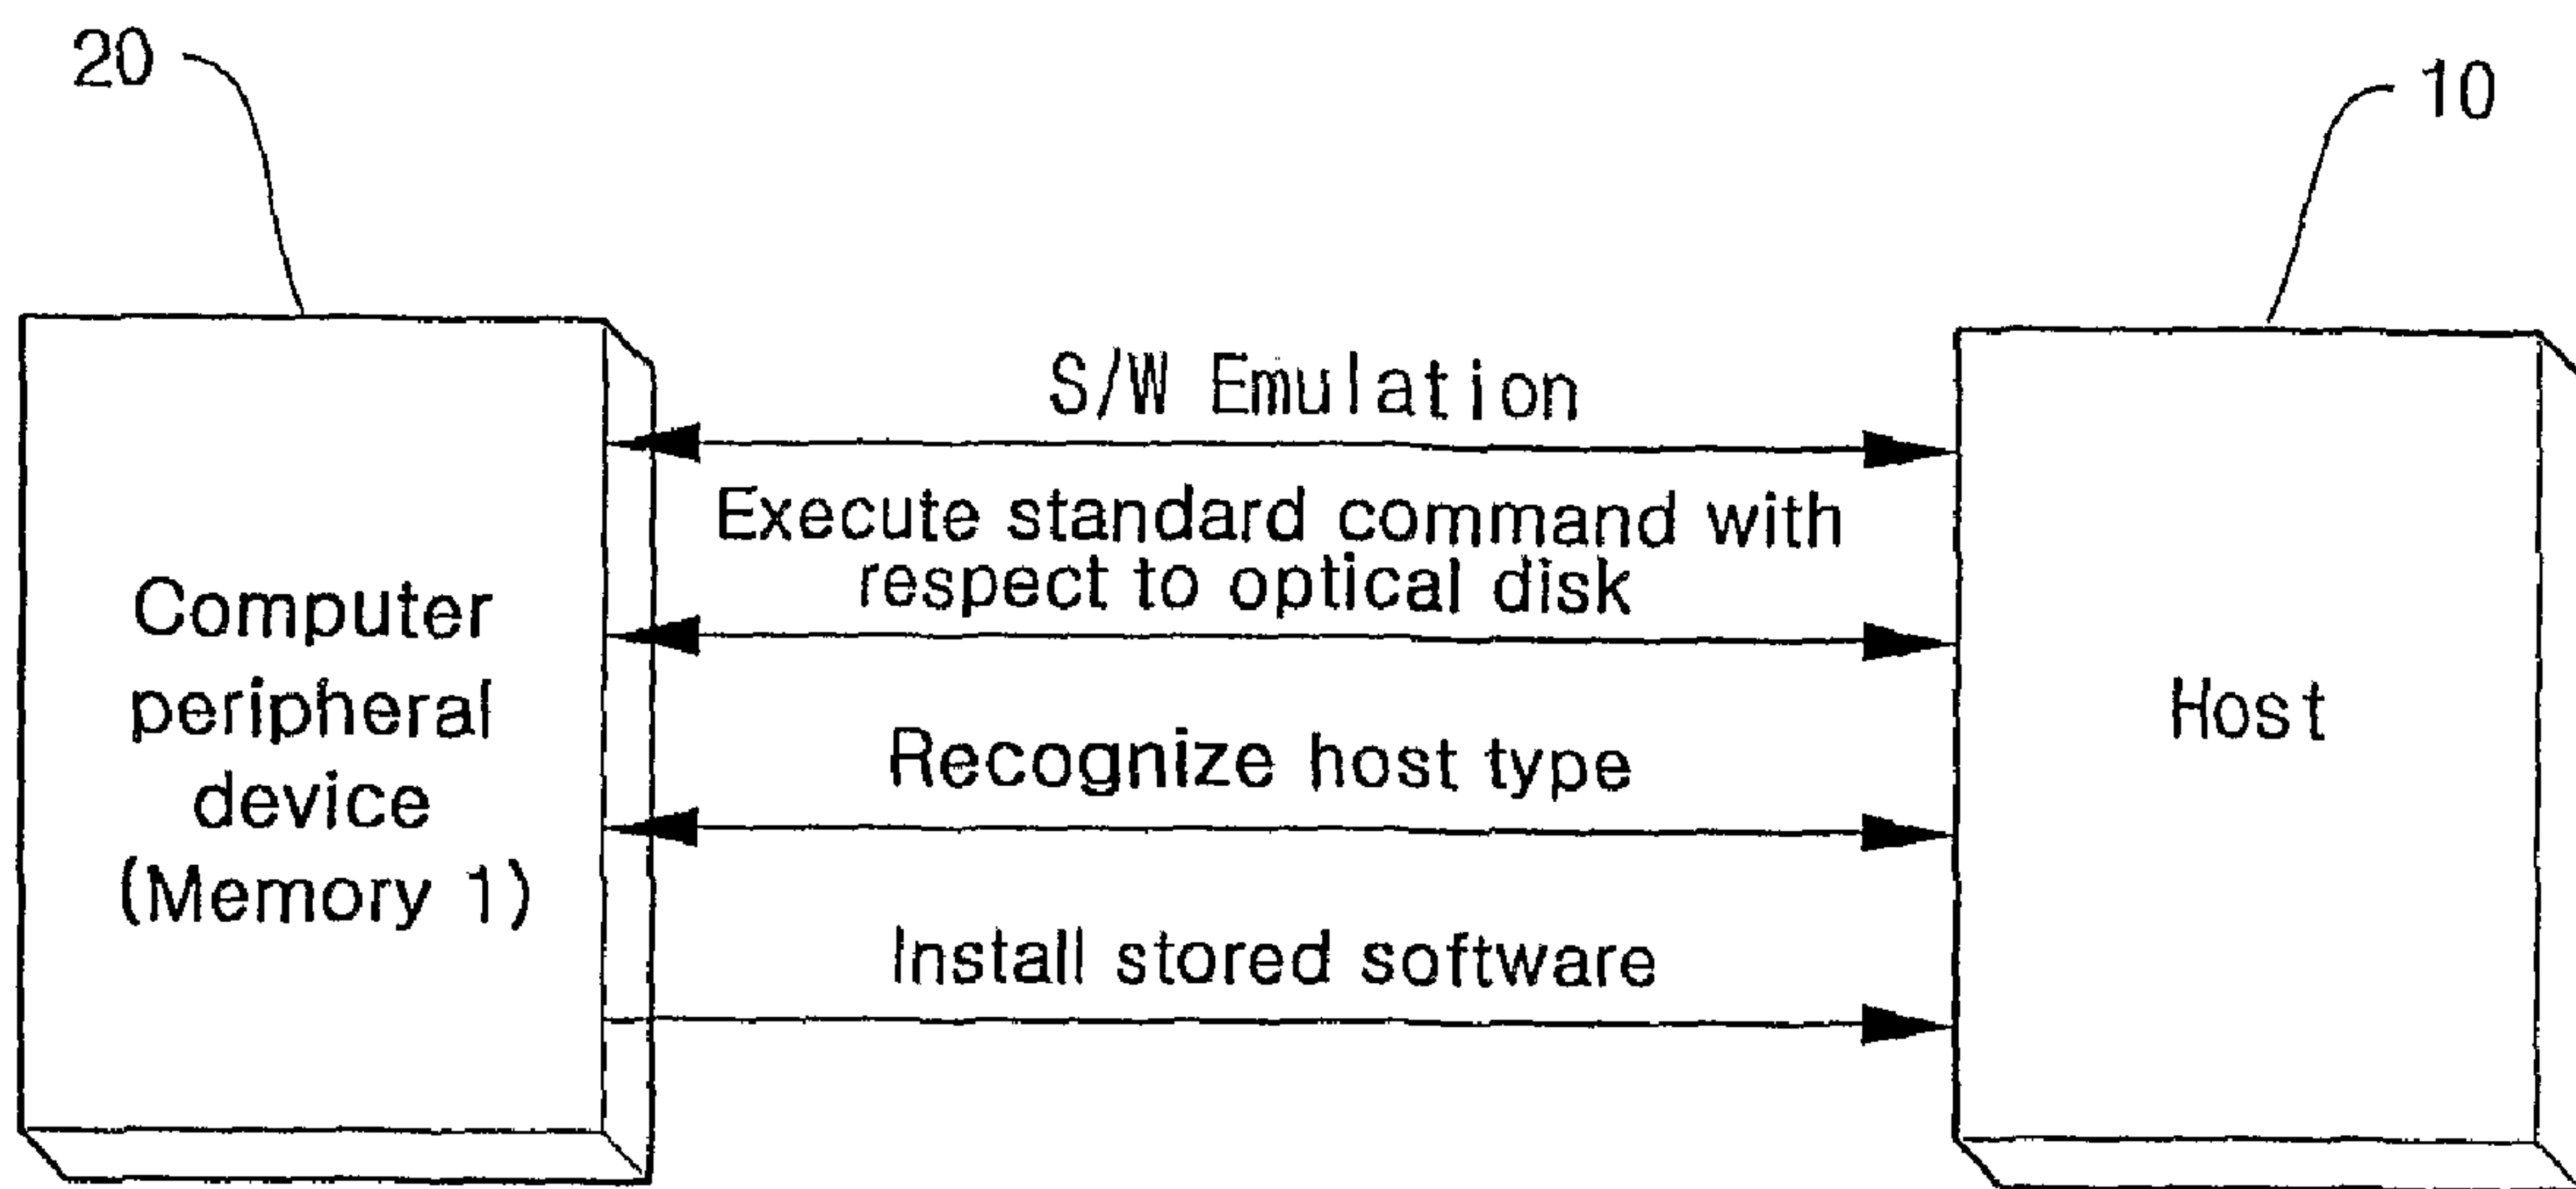 20
10
S/W Emulation
Execute standard command with
respect to optical disk
Computer
peripheral
device
(Memory 1)
Recognize host type
Install stored software
Host